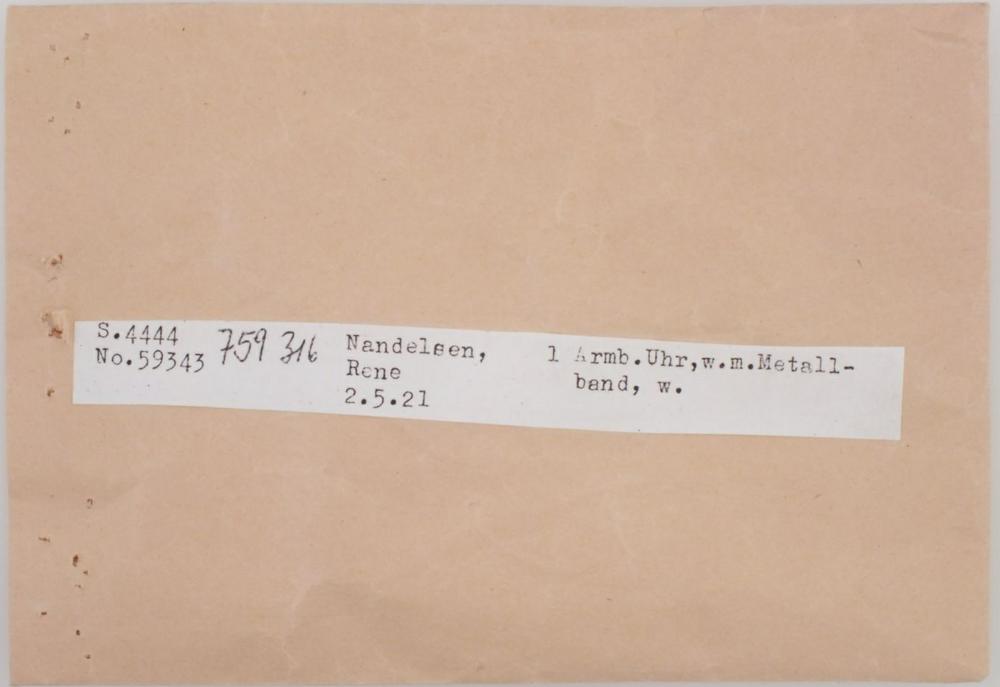 S.4444
No.59343
759 316
Nandelsen,
Rene
2.5.21
1 Armb.Uhr,w.m.Metall-
band, w.